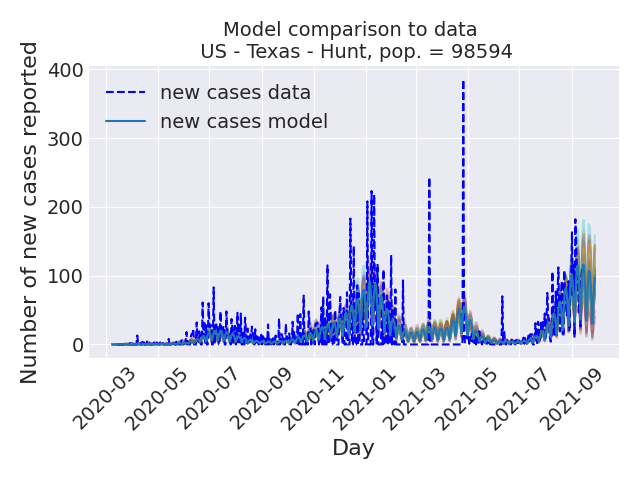 Model comparison to data
US - Texas - Hunt, pop. = 98594
Number of new cases reported
400
300
200
100
0
new cases data
new cases model
2020-03
2020-05
2020-07
2020-09
2020-11
2021-01
2021-03
2021-05
2021-07
2021-09
Day